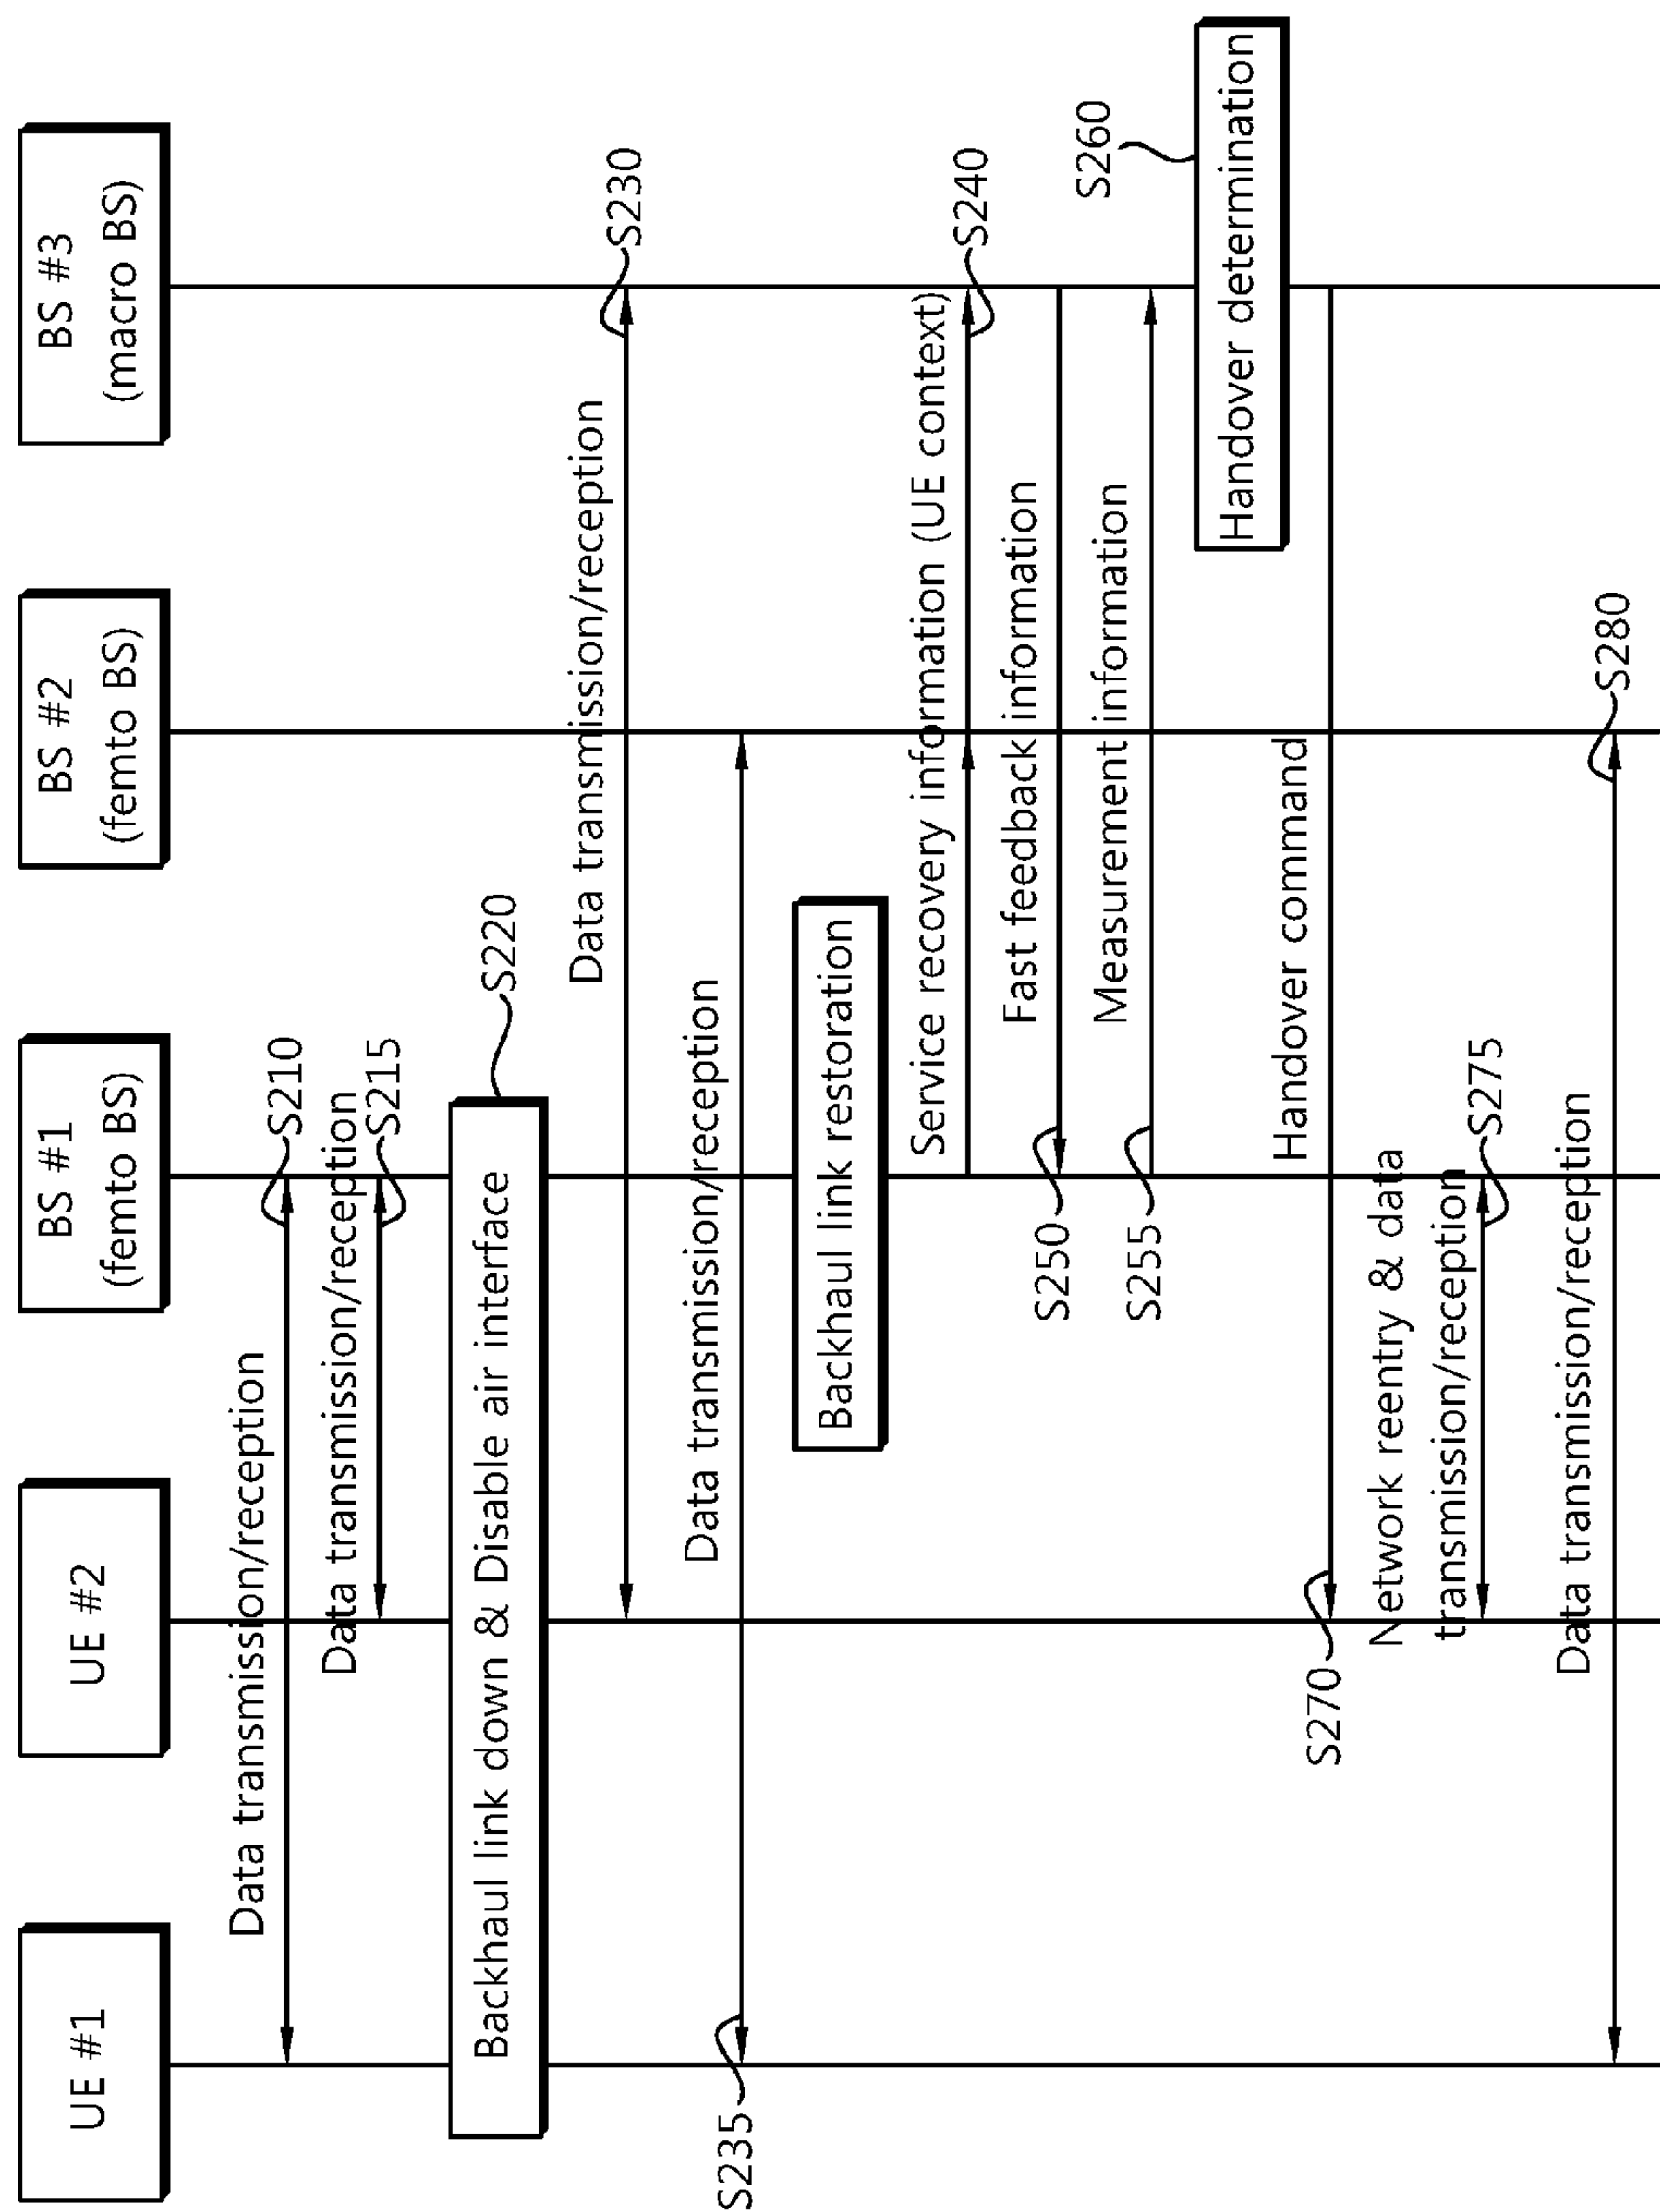 UE #1
UE #2
BS #1
(femto BS)
BS #2
(femto BS)
BS #3
(macro BS)
Data transmission/reception
S210
Data transmission/reception
S215
Backhaul link down & Disable air interface
S220
Data transmission/reception
S230
Data transmission/reception
S235
Backhaul link restoration
Service recovery information (UE context)
S240
Fast feedback information
S250
Measurement information
S255
S260
Handover determination
Handover command
S270
Network reentry & data
transmission/reception
S275
Data transmission/reception
S280